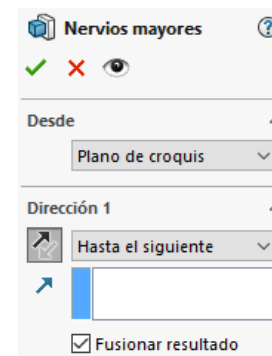 Nervios mayores
Desde
Plano de croquis
Dirección 1
Hasta el siguiente
Fusionar resultado